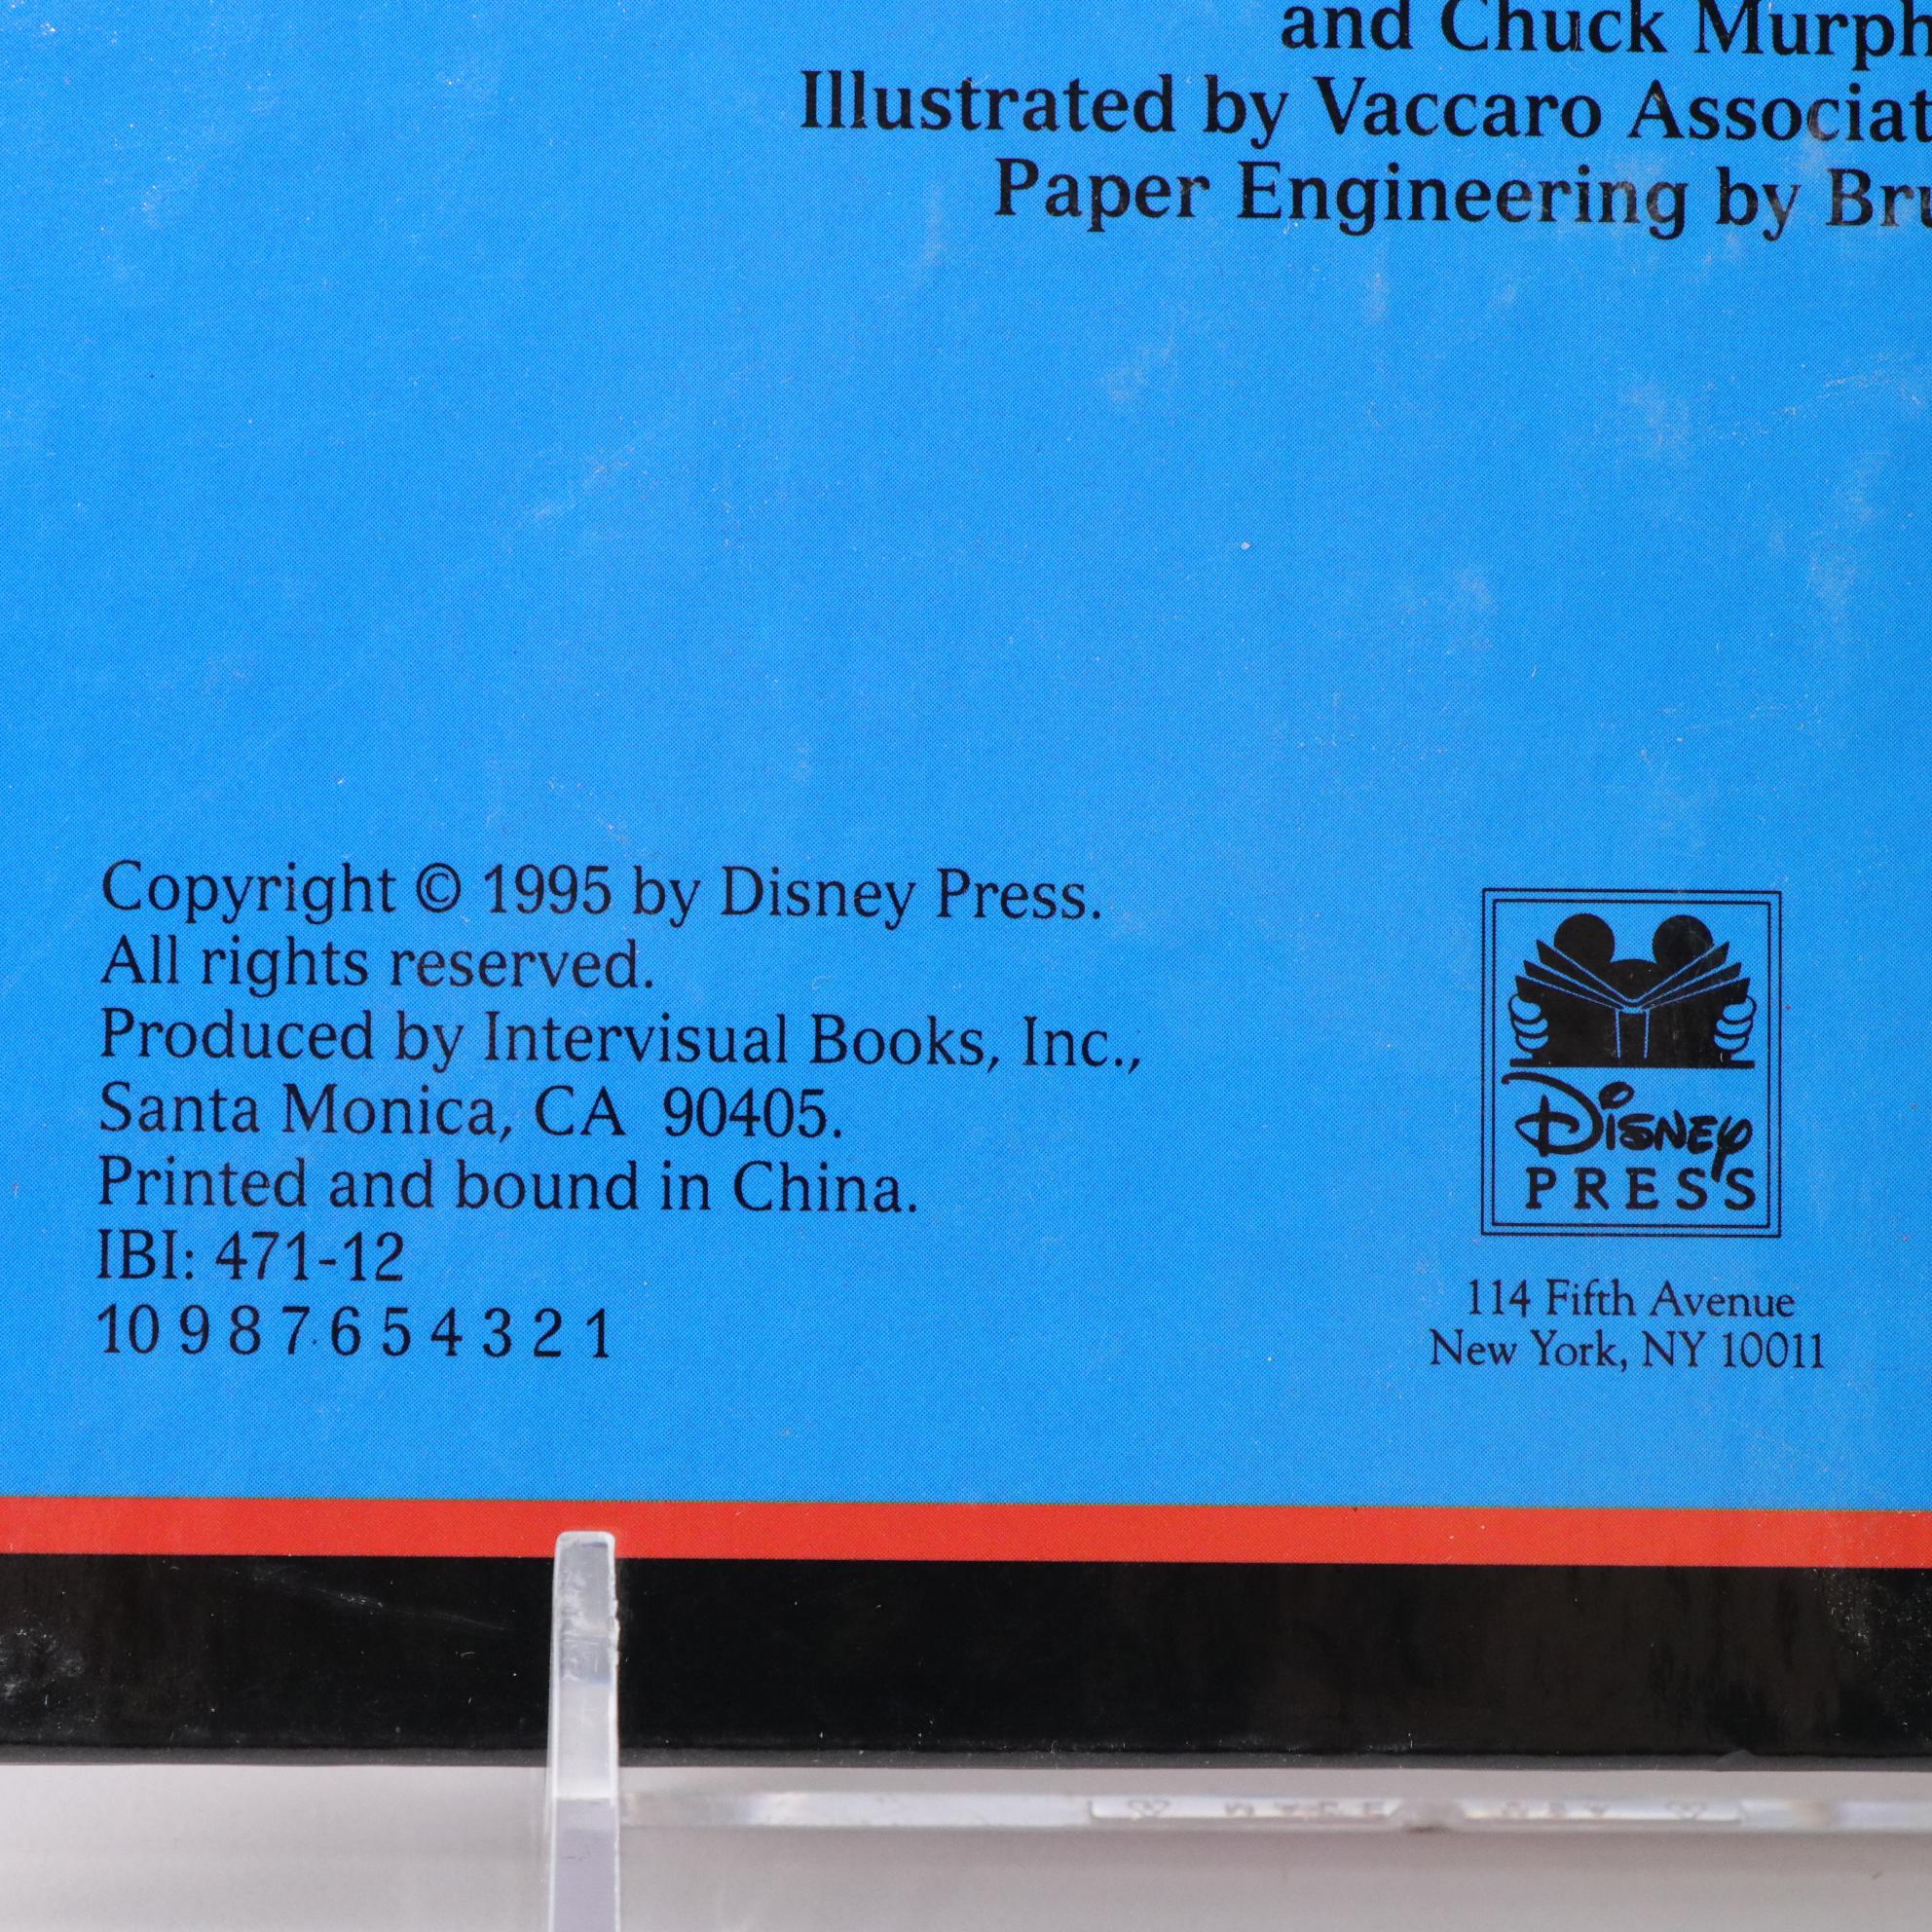 and Chuck Murph
Illustrated by Vaccaro Associat
Paper Engineering by Bru
Copyright © 1995 by Disney Press.
All rights reserved.
Produced by Intervisual Books, Inc.,
Santa Monica, CA 90405.
Printed and bound in China.
IBI: 471-12
10 9 8 7 6 5 4 3 2 1
DISNEY
PRESS
114 Fifth Avenue
New York, NY 10011